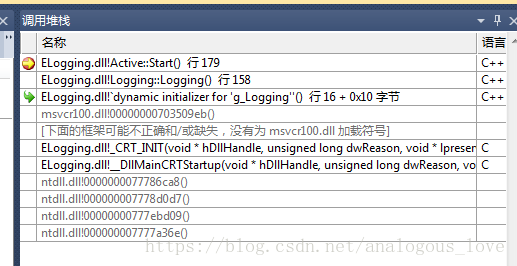 调用堆栈
名称 语言
ELogging.dll!Active::Start() 行 179 C++
ELogging.dll!Logging::Logging() 行 158 C++
ELogging.dll!`dynamic initializer for 'g_Logging''() 行 16 + 0x10 字节 C++
msvcr100.dll!00000000703509eb()
[下面的框架可能不正确和/或缺失，没有为 msvcr100.dll 加载符号]
ELogging.dll!_CRT_INIT(void * hDllHandle, unsigned long dwReason, void * lpresen C
ELogging.dll!__DllMainCRTStartup(void * hDllHandle, unsigned long dwReason, vo C
ntdll.dll!0000000077786ca8()
ntdll.dll!000000007778d0d7()
ntdll.dll!00000000777ebd09()
ntdll.dll!000000007777a36e()
https://blog.csdn.net/analogous_love